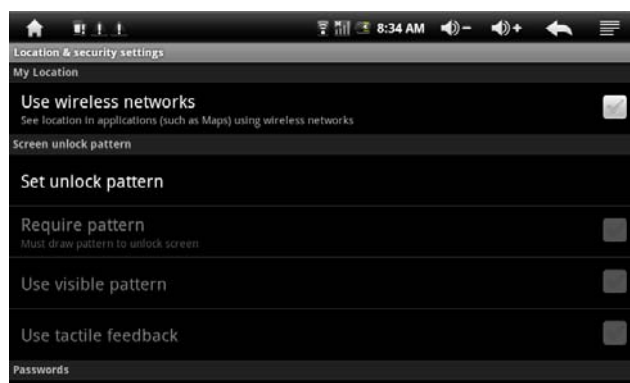 8:34 AM
Location & security settings
My Location
Use wireless networks
See location in applications (such as Maps) using wireless networks
Screen unlock pattern
Set unlock pattern
Require pattern
Must draw pattern to unlock screen
Use visible pattern
Use tactile feedback
Passwords